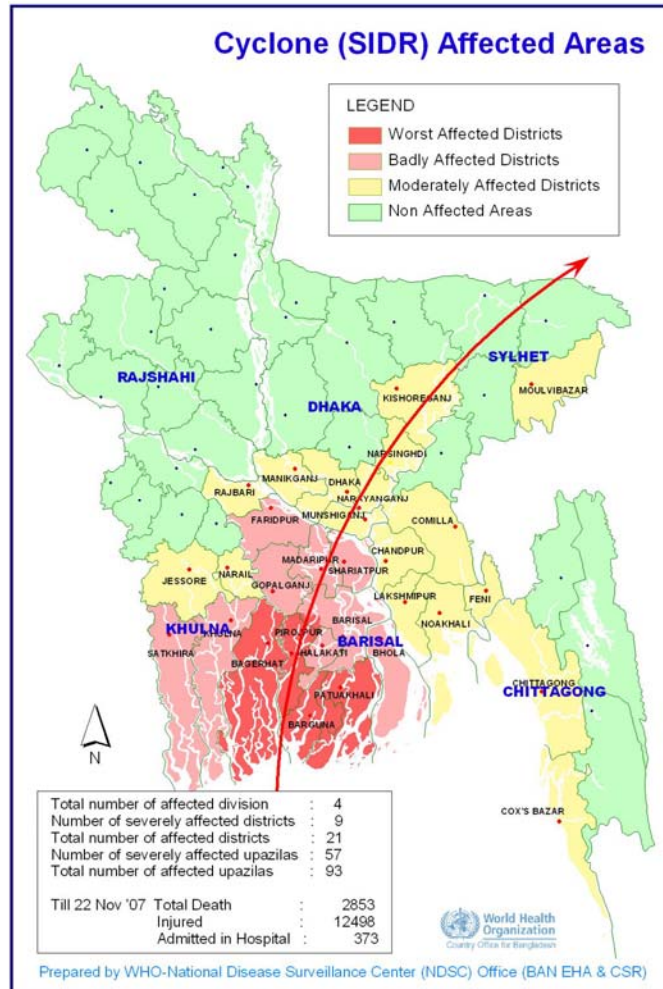 Cyclone (SIDR) Affected Areas
LEGEND
Worst Affected Districts
Badly Affected Districts
Moderately Affected Districts
Non Affected Areas
SYLHET
MOULVIBAZAR
RAJSHAHI
KISHOREGANJ
DHAKA
NARSINGHDI
MANIKGANJ
DHAKA
RAJBARI
NARAYANGANJ
MUNSHIGANJ
FARIDPUR
COMILLA
CHANDPUR
MADARIPUR
SHARIATPUR
JESSORE
NARAIL
GOPALGANJ
LAKSHMIPUR
FENI
NOAKHALI
BARISAL
KHULNA
KHULNA
PIROJPUR
BARISAL
SATKHIRA
HALAKATI
BHOLA
BAGERHAT
PATUAKHALI
CHITTAGONG
CHITTAGONG
BARGUNA
N
COX'S BAZAR
Total number of affected division : 4
Number of severely affected districts : 9
Total number of affected districts : 21
Number of severely affected upazilas : 57
Total number of affected upazilas : 93
Till 22 Nov '07 Total Death : 2853
Injured : 12498
Admitted in Hospital : 373
World Health
Organization
Country Office for Bangladesh
Prepared by WHO-National Disease Surveillance Center (NDSC) Office (BAN EHA & CSR)